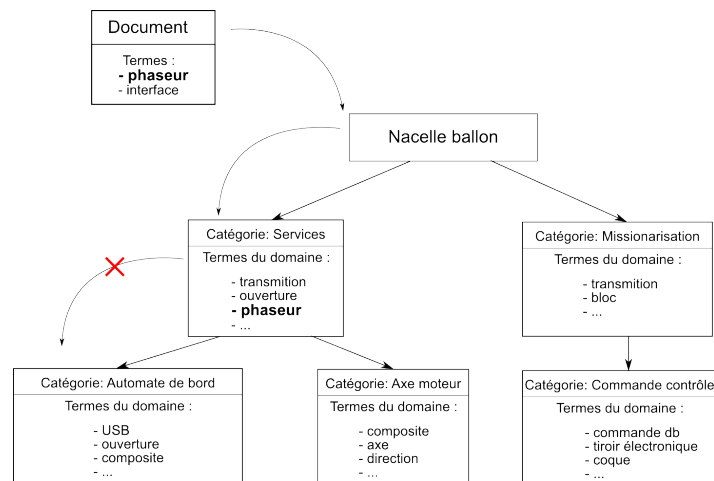 Document
Termes :
- phaseur
- interface
Nacelle ballon
Catégorie: Services
Termes du domaine :
- transmition
- ouverture
- phaseur
- ...
Catégorie: Missionarisation
Termes du domaine :
- transmition
- bloc
- ...
Catégorie: Automate de bord
Termes du domaine :
- USB
- ouverture
- composite
- ...
Catégorie: Axe moteur
Termes du domaine :
- composite
- axe
- direction
- ...
Catégorie: Commande contrôle
Termes du domaine :
- commande db
- tiroir électronique
- coque
- ...